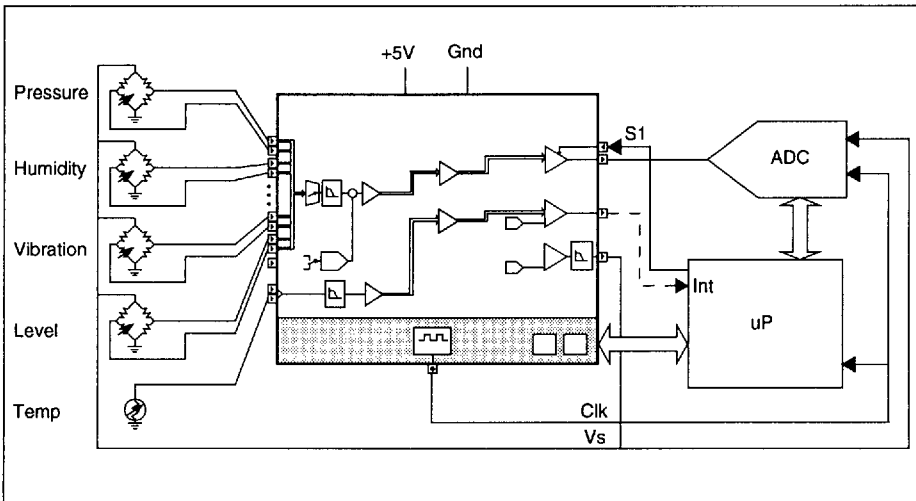 +5V
Gnd
Pressure
Humidity
Vibration
Level
Temp
S1
ADC
Int
uP
Clk
Vs